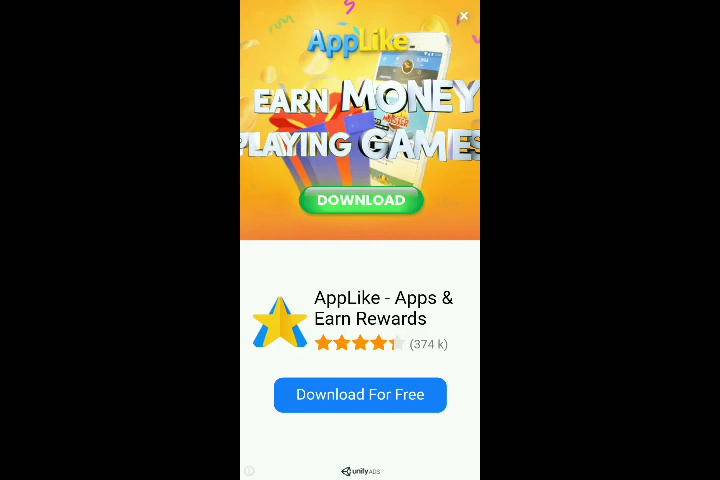 AppLike
EARN MONEY
PLAYING GAMES
DOWNLOAD
AppLike - Apps &
Earn Rewards
(374 k)
Download For Free
unity ADS